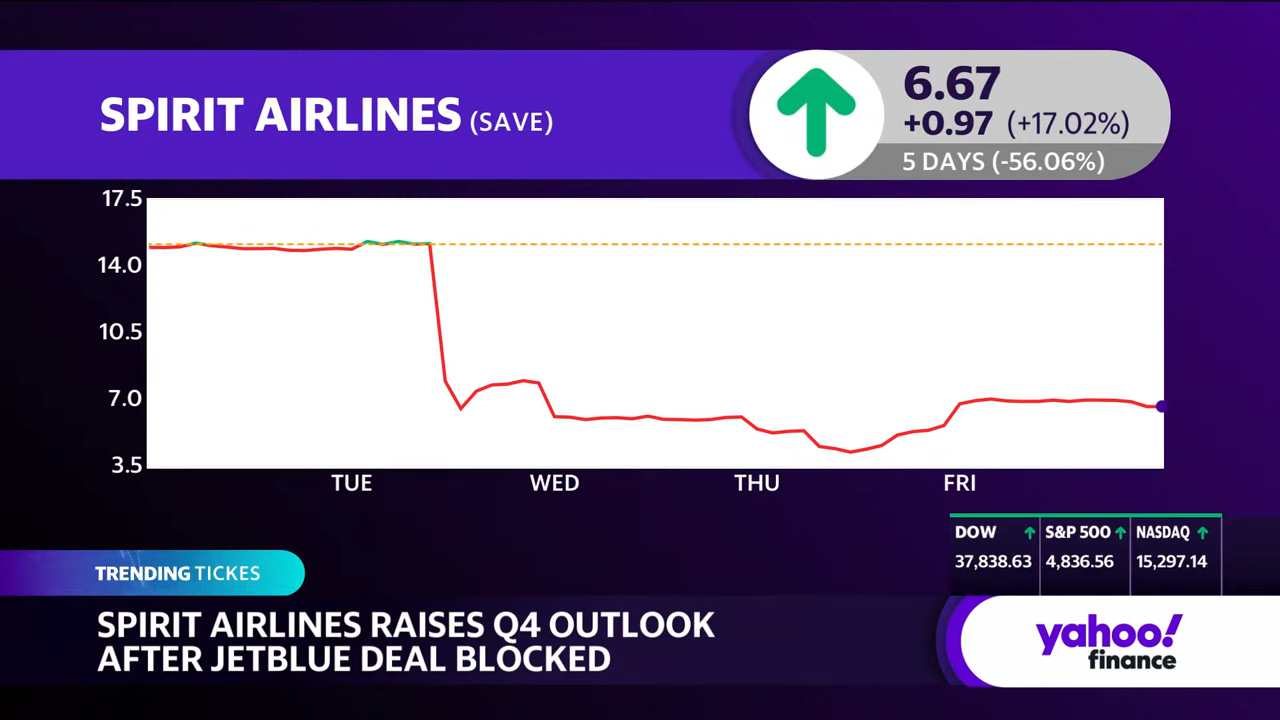 SPIRIT AIRLINES (SAVE)
6.67
+0.97 (+17.02%)
5 DAYS (-56.06%)
17.5
14.0
10.5
7.0
3.5
TUE WED THU FRI
DOW S&P 500 NASDAQ
37,838.63 4,836.56 15,297.14
TRENDING TICKES
SPIRIT AIRLINES RAISES Q4 OUTLOOK
AFTER JETBLUE DEAL BLOCKED
yahoo!
finance